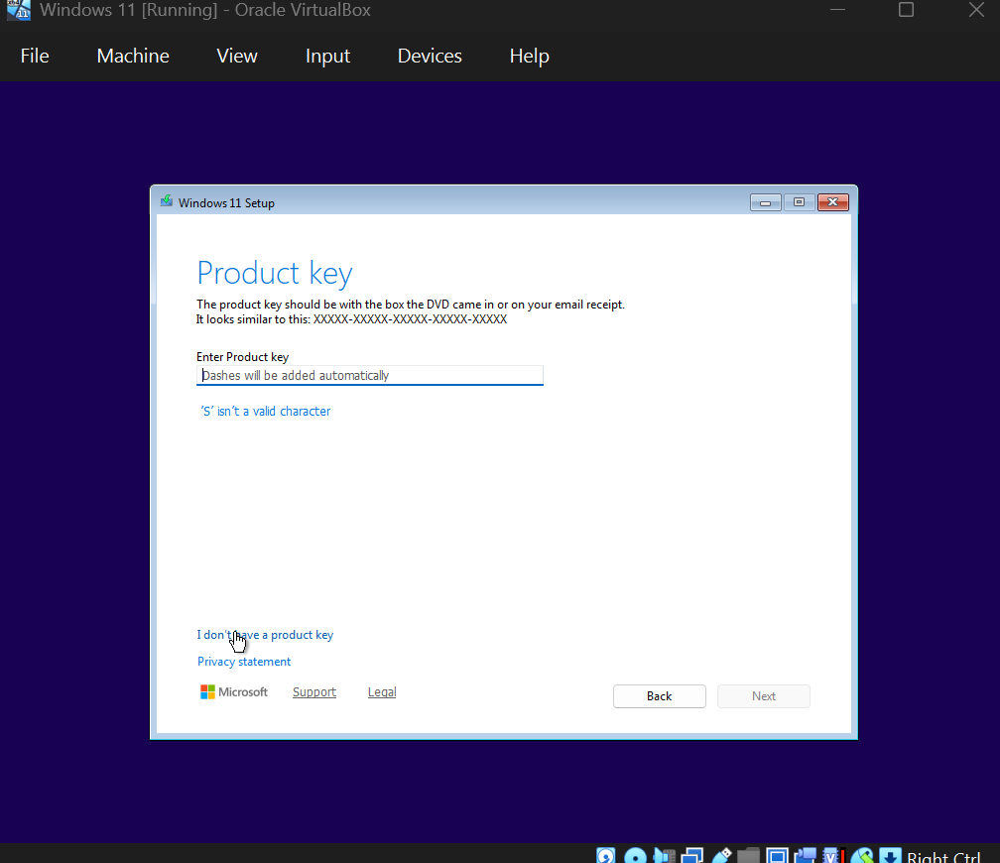 Windows 11 [Running] - Oracle VirtualBox
File Machine View Input Devices Help
Windows 11 Setup
Product key
The product key should be with the box the DVD came in or on your email receipt.
It looks similar to this: XXXXX-XXXXX-XXXXX-XXXXX-XXXXX
Enter Product key
Dashes will be added automatically
'S' isn't a valid character
I don't have a product key
Privacy statement
Microsoft Support Legal
Back Next
Right Ctrl